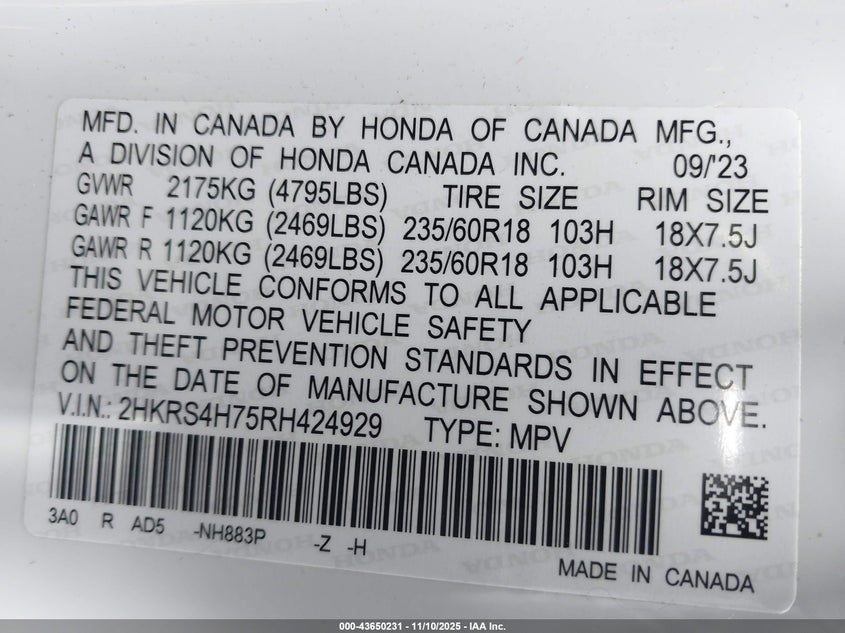 MFD. IN CANADA BY HONDA OF CANADA MFG.,
A DIVISION OF HONDA CANADA INC. 09/'23
GVWR 2175KG (4795LBS) TIRE SIZE RIM SIZE
GAWR F 1120KG (2469LBS) 235/60R18 103H 18X7.5J
GAWR R 1120KG (2469LBS) 235/60R18 103H 18X7.5J
THIS VEHICLE CONFORMS TO ALL APPLICABLE
FEDERAL MOTOR VEHICLE SAFETY
AND THEFT PREVENTION STANDARDS IN EFFECT
ON THE DATE OF MANUFACTURE SHOWN ABOVE.
V.I.N.: 2HKRS4H75RH424929 TYPE: MPV
3A0 R AD5 -NH883P -Z -H
MADE IN CANADA
000-43650231 - 11/10/2025 - IAA Inc.